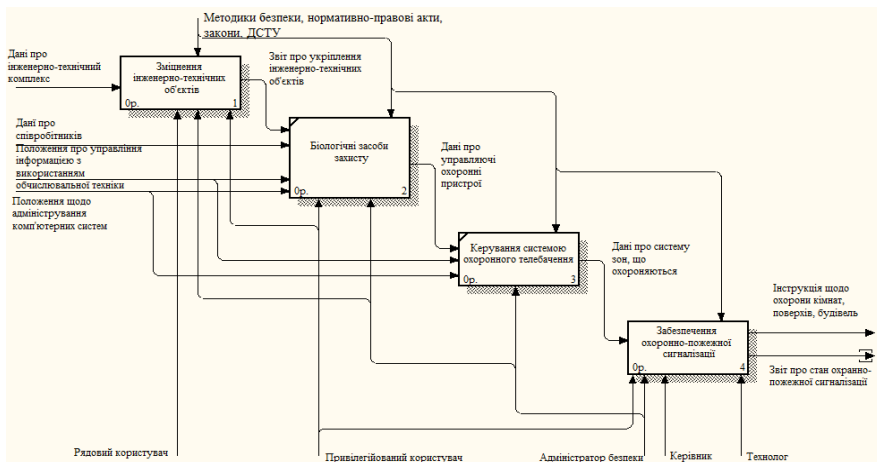 Методики безпеки, нормативно-правові акти,
закони, ДСТУ
Дані про
інженерно-технічний
комплекс
Зміцнення
інженерно-технічних
об'єктів
0р. 1
Звіт про укріплення
інженерно-технічних
об'єктів
Дані про
співробітників
Положення про управління
інформацією з
використанням
обчислювальної техніки
Положення щодо
адміністрування
комп'ютерних систем
Біологічні засоби
захисту
0р. 2
Дані про
управляючі
охоронні
пристрої
Керування системою
охоронного телебачення
0р. 3
Дані про систему
зон, що
охороняються
Забезпечення
охоронно-пожежної
сигналізації
0р. 4
Інструкція щодо
охорони кімнат,
поверхів, будівель
Звіт про стан охранно-
пожежної сигналізації
Рядовий користувач
Привілегійований користувач
Адміністратор безпеки
Керівник
Технолог